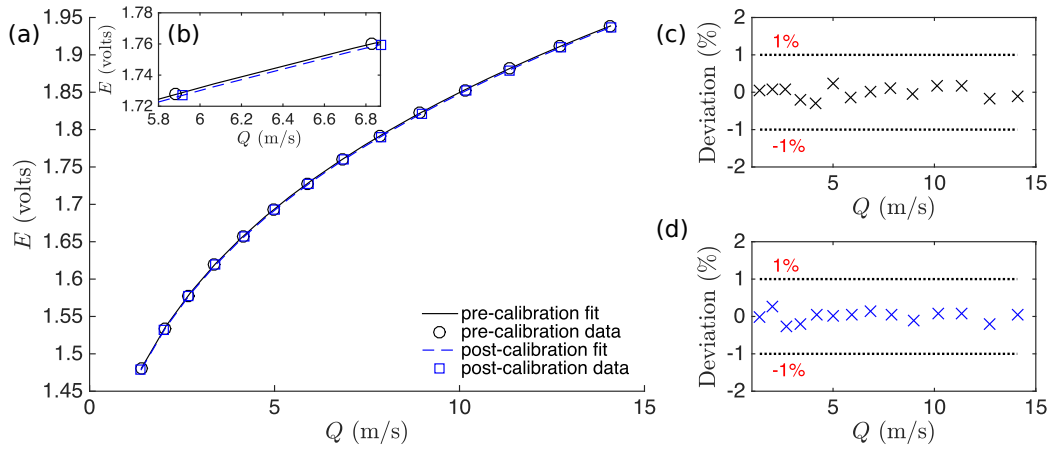 (a)
E (volts)
1.95
1.9
1.85
1.8
1.75
1.7
1.65
1.6
1.55
1.5
1.45
0
5
10
15
Q (m/s)
pre-calibration fit
pre-calibration data
post-calibration fit
post-calibration data
(b)
E (volts)
1.78
1.76
1.74
1.72
5.8
6
6.2
6.4
6.6
6.8
Q (m/s)
(c)
Deviation (%)
2
1
0
-1
-2
1%
-1%
5
10
15
Q (m/s)
(d)
Deviation (%)
2
1
0
-1
-2
1%
-1%
5
10
15
Q (m/s)